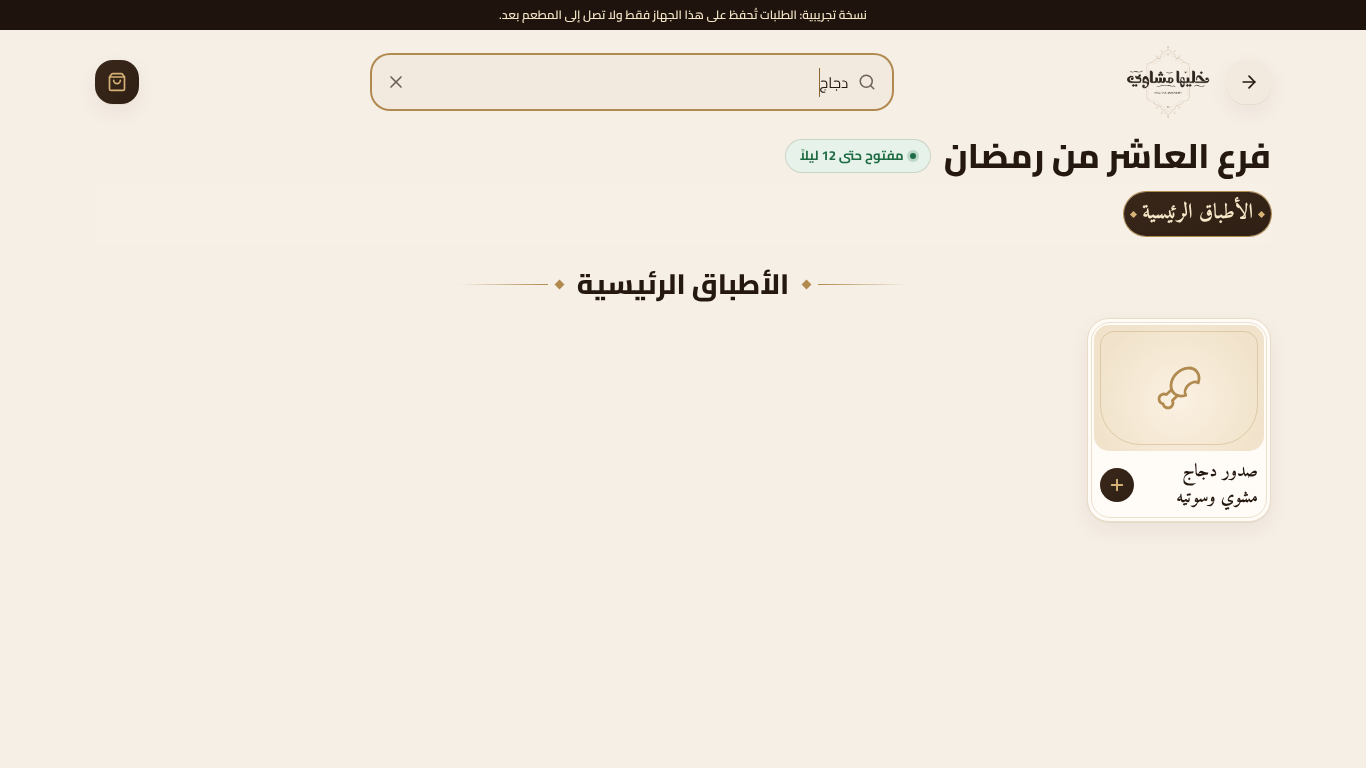 نسخة تجريبية: الطلبات تُحفظ على هذا الجهاز فقط ولا تصل إلى المطعم بعد.
خليها مشاوي
دجاج
فرع العاشر من رمضان
مفتوح حتى 12 ليلاً
الأطباق الرئيسية
الأطباق الرئيسية
صدور دجاج
مشوي وسوتيه